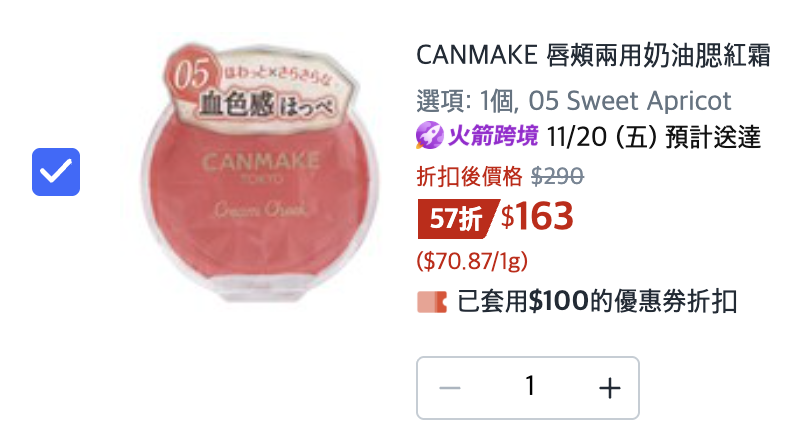 CANMAKE 唇頰兩用奶油腮紅霜
選項: 1個, 05 Sweet Apricot
火箭跨境 11/20 (五) 預計送達
折扣後價格 $290
57折 $163
($70.87/1g)
已套用$100的優惠券折扣
1
05 ほわっと×さらさらな
血色感ほっぺ
CANMAKE
TOKYO
Cream Cheek